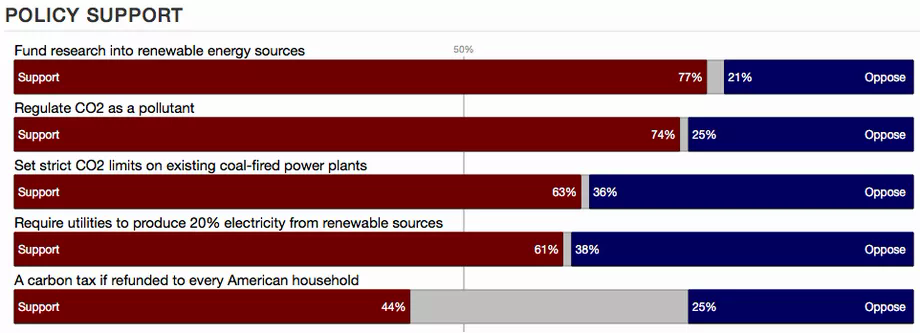 POLICY SUPPORT
50%
Fund research into renewable energy sources
Support 77% 21% Oppose
Regulate CO2 as a pollutant
Support 74% 25% Oppose
Set strict CO2 limits on existing coal-fired power plants
Support 63% 36% Oppose
Require utilities to produce 20% electricity from renewable sources
Support 61% 38% Oppose
A carbon tax if refunded to every American household
Support 44% 25% Oppose